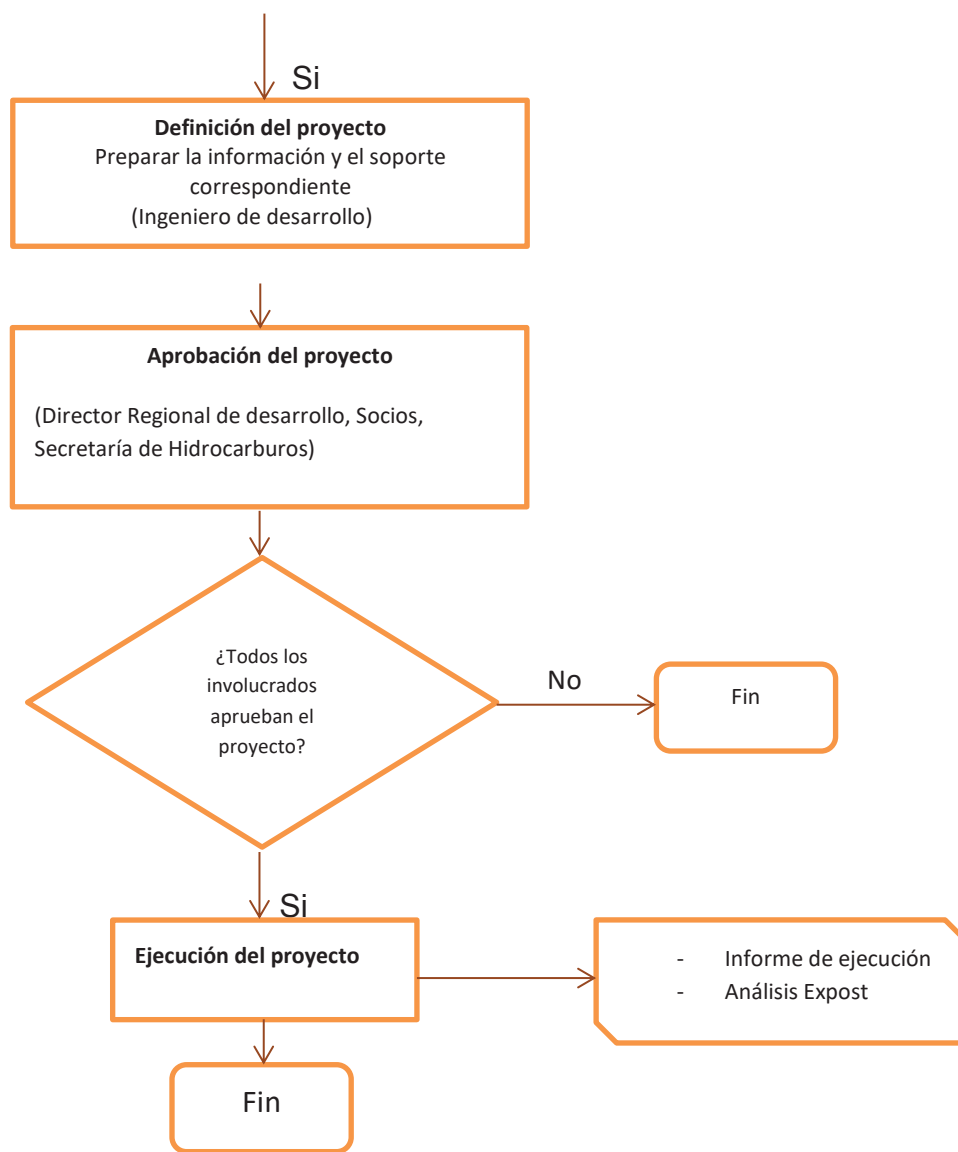 Si
Definición del proyecto
Preparar la información y el soporte
correspondiente
(Ingeniero de desarrollo)
Aprobación del proyecto
(Director Regional de desarrollo, Socios,
Secretaría de Hidrocarburos)
¿Todos los
involucrados
aprueban el
proyecto?
No
Fin
Si
Ejecución del proyecto
- Informe de ejecución
- Análisis Expost
Fin